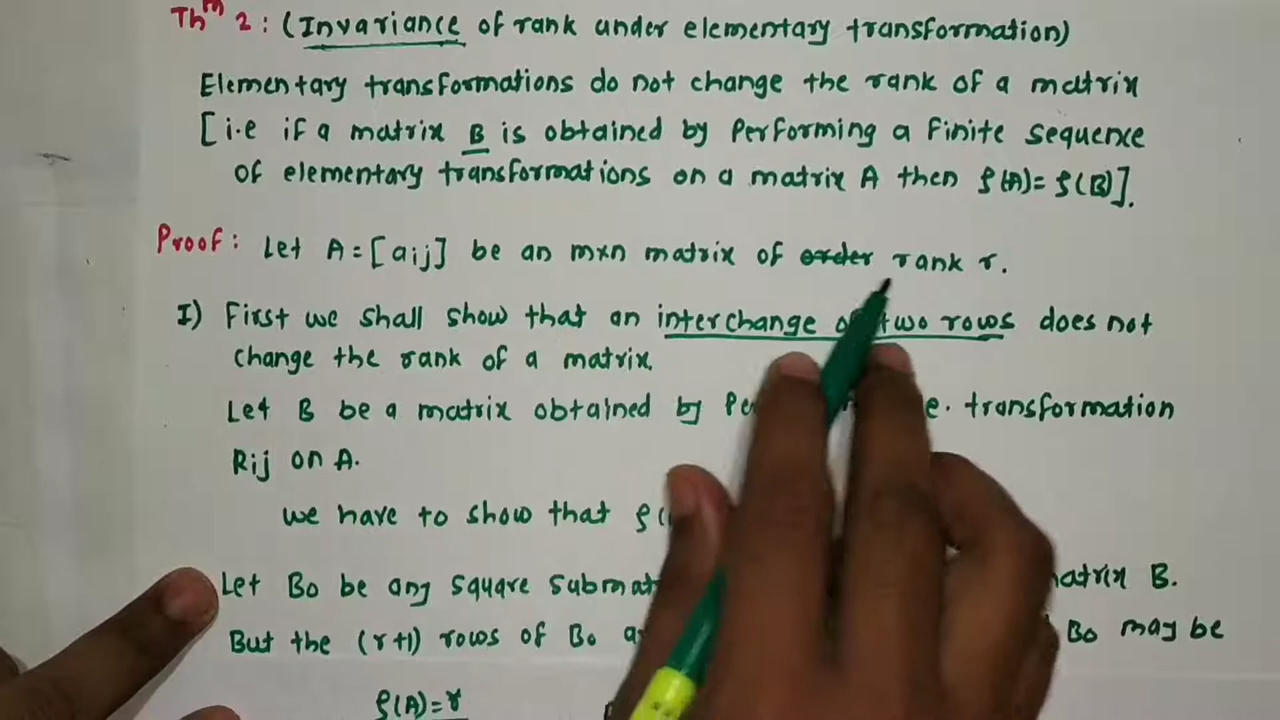 Thm 2: (Invariance of rank under elementary transformation)
Elementary transformations do not change the rank of a matrix
[i.e if a matrix B is obtained by performing a finite sequence
of elementary transformations on a matrix A then ρ(A)= ρ(B)].
Proof: Let A=[aij] be an mxn matrix of order rank r.
I) First we shall show that an interchange of two rows does not
change the rank of a matrix.
Let B be a matrix obtained by e. transformation
Rij on A.
we have to show that ρ(
Let Bo be any square B.
But the (r+1) rows of Bo Bo may be
ρ(A)=r